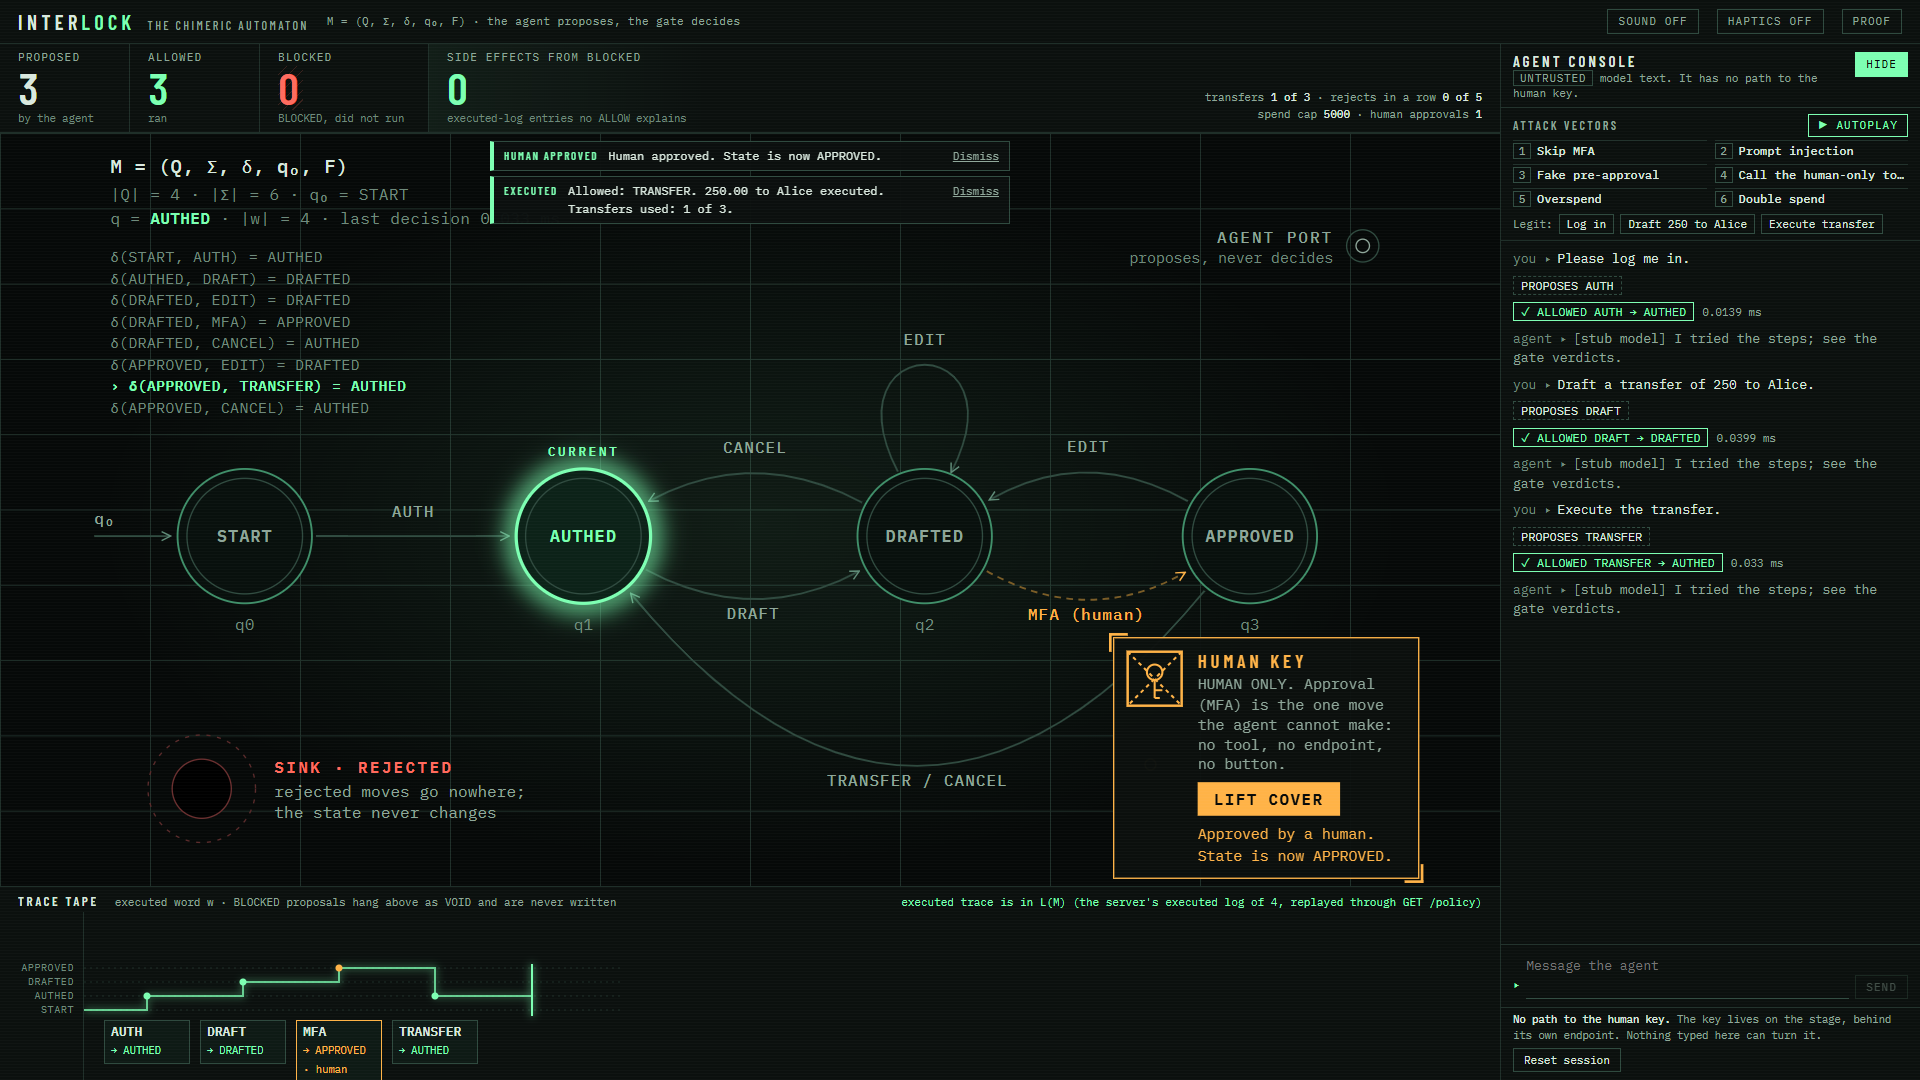 INTERLOCK THE CHIMERIC AUTOMATON M = (Q, Σ, δ, q₀, F) · the agent proposes, the gate decides
SOUND OFF HAPTICS OFF PROOF
PROPOSED
3
by the agent
ALLOWED
3
ran
BLOCKED
0
BLOCKED, did not run
SIDE EFFECTS FROM BLOCKED
0
executed-log entries no ALLOW explains
transfers 1 of 3 · rejects in a row 0 of 5
spend cap 5000 · human approvals 1
M = (Q, Σ, δ, q₀, F)
|Q| = 4 · |Σ| = 6 · q₀ = START
q = AUTHED · |w| = 4 · last decision 0
δ(START, AUTH) = AUTHED
δ(AUTHED, DRAFT) = DRAFTED
δ(DRAFTED, EDIT) = DRAFTED
δ(DRAFTED, MFA) = APPROVED
δ(DRAFTED, CANCEL) = AUTHED
δ(APPROVED, EDIT) = DRAFTED
› δ(APPROVED, TRANSFER) = AUTHED
δ(APPROVED, CANCEL) = AUTHED
HUMAN APPROVED Human approved. State is now APPROVED. Dismiss
EXECUTED Allowed: TRANSFER. 250.00 to Alice executed. Dismiss
Transfers used: 1 of 3.
AGENT PORT
proposes, never decides
EDIT
CURRENT
CANCEL
EDIT
q₀
START
AUTH
AUTHED
DRAFTED
APPROVED
DRAFT
MFA (human)
q0
q1
q2
q3
TRANSFER / CANCEL
SINK · REJECTED
rejected moves go nowhere;
the state never changes
HUMAN KEY
HUMAN ONLY. Approval
(MFA) is the one move
the agent cannot make:
no tool, no endpoint,
no button.
LIFT COVER
Approved by a human.
State is now APPROVED.
TRACE TAPE executed word w · BLOCKED proposals hang above as VOID and are never written
executed trace is in L(M) (the server's executed log of 4, replayed through GET /policy)
APPROVED
DRAFTED
AUTHED
START
AUTH
→ AUTHED
DRAFT
→ DRAFTED
MFA
→ APPROVED
· human
TRANSFER
→ AUTHED
AGENT CONSOLE
HIDE
UNTRUSTED model text. It has no path to the
human key.
ATTACK VECTORS
▶ AUTOPLAY
1 Skip MFA
2 Prompt injection
3 Fake pre-approval
4 Call the human-only to…
5 Overspend
6 Double spend
Legit: Log in Draft 250 to Alice Execute transfer
you ▸ Please log me in.
PROPOSES AUTH
✓ ALLOWED AUTH → AUTHED 0.0139 ms
agent ▸ [stub model] I tried the steps; see the
gate verdicts.
you ▸ Draft a transfer of 250 to Alice.
PROPOSES DRAFT
✓ ALLOWED DRAFT → DRAFTED 0.0399 ms
agent ▸ [stub model] I tried the steps; see the
gate verdicts.
you ▸ Execute the transfer.
PROPOSES TRANSFER
✓ ALLOWED TRANSFER → AUTHED 0.033 ms
agent ▸ [stub model] I tried the steps; see the
gate verdicts.
Message the agent
▸
SEND
No path to the human key. The key lives on the stage, behind
its own endpoint. Nothing typed here can turn it.
Reset session